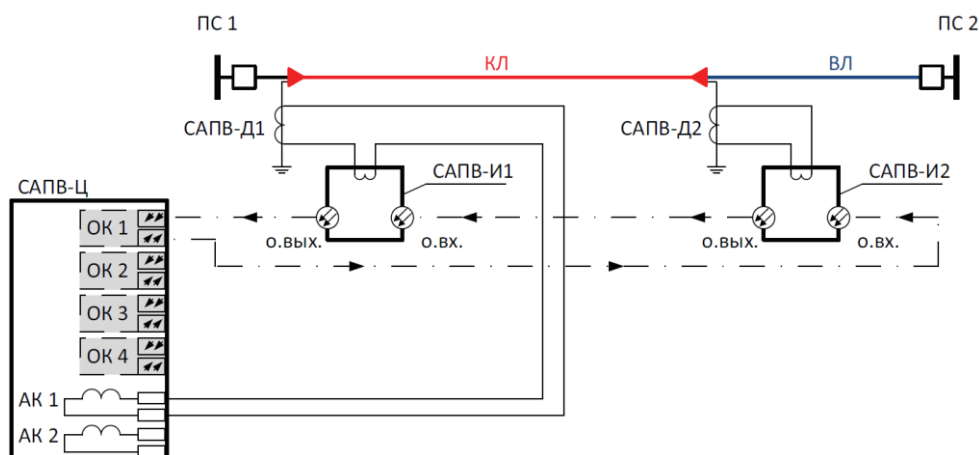 ПС 1
ПС 2
КЛ
ВЛ
САПВ-Д1
САПВ-Д2
САПВ-И1
САПВ-И2
САПВ-Ц
ОК 1
о.вых.
о.вх.
о.вых.
о.вх.
ОК 2
ОК 3
ОК 4
АК 1
АК 2